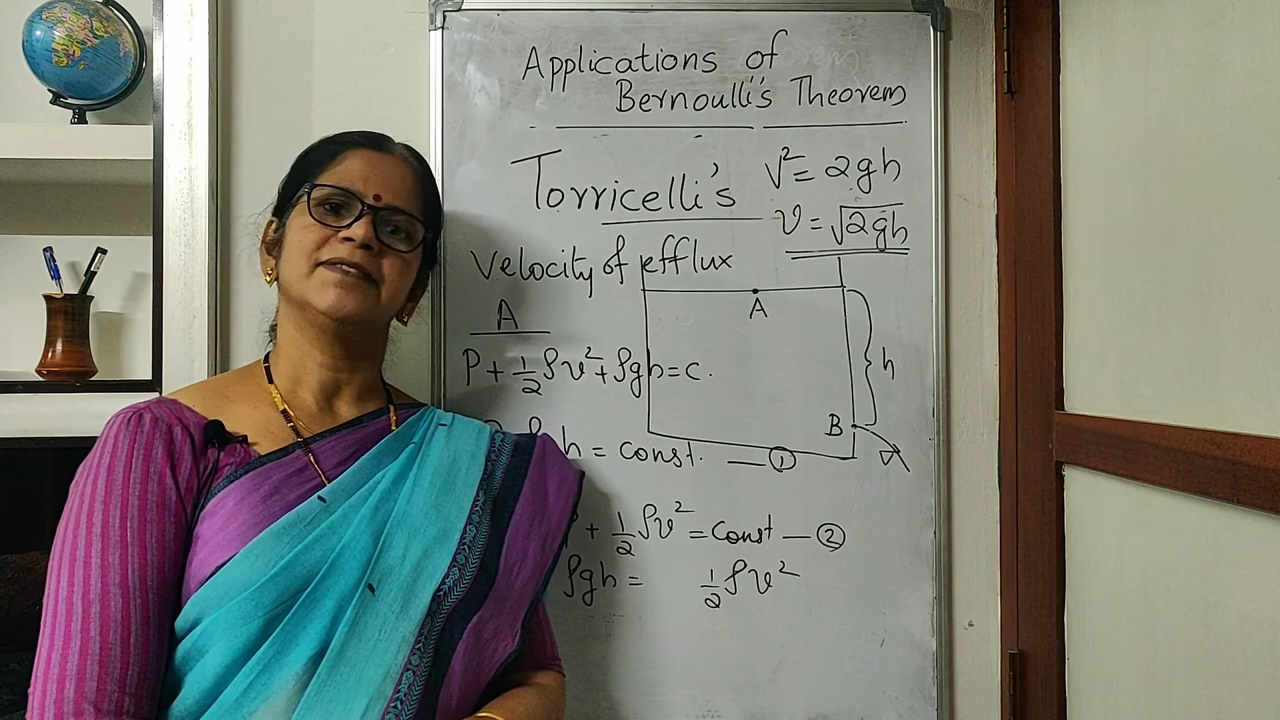 Applications of
Bernoulli's Theorem
Torricelli's
v² = 2gh
v = √2gh
Velocity of efflux
A
A
P + ½ρv² + ρgh = c.
h
B
h = const. — ①
+ ½ρv² = Const — ②
ρgh = ½ρv²